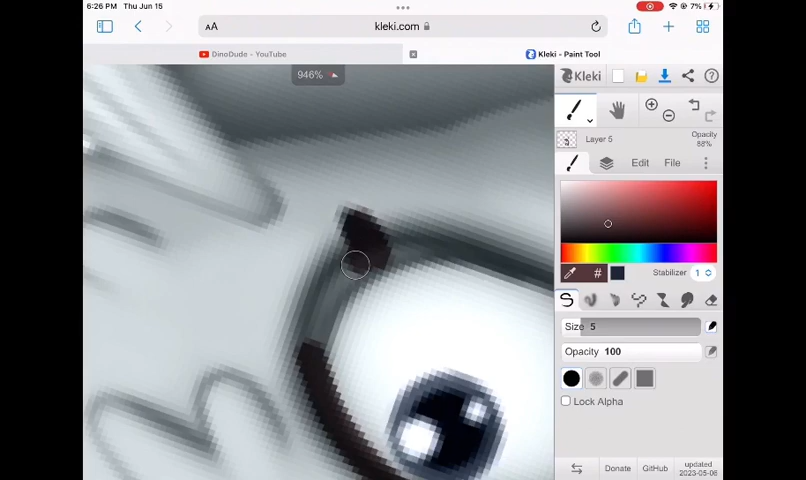 6:26 PM Thu Jun 15
7%
AA
kleki.com
DinoDude – YouTube
Kleki - Paint Tool
946%
Kleki
Layer 5
Opacity
88%
Edit
File
#
Stabilizer
1
Size 5
Opacity 100
Lock Alpha
Donate
GitHub
updated
2023-05-06